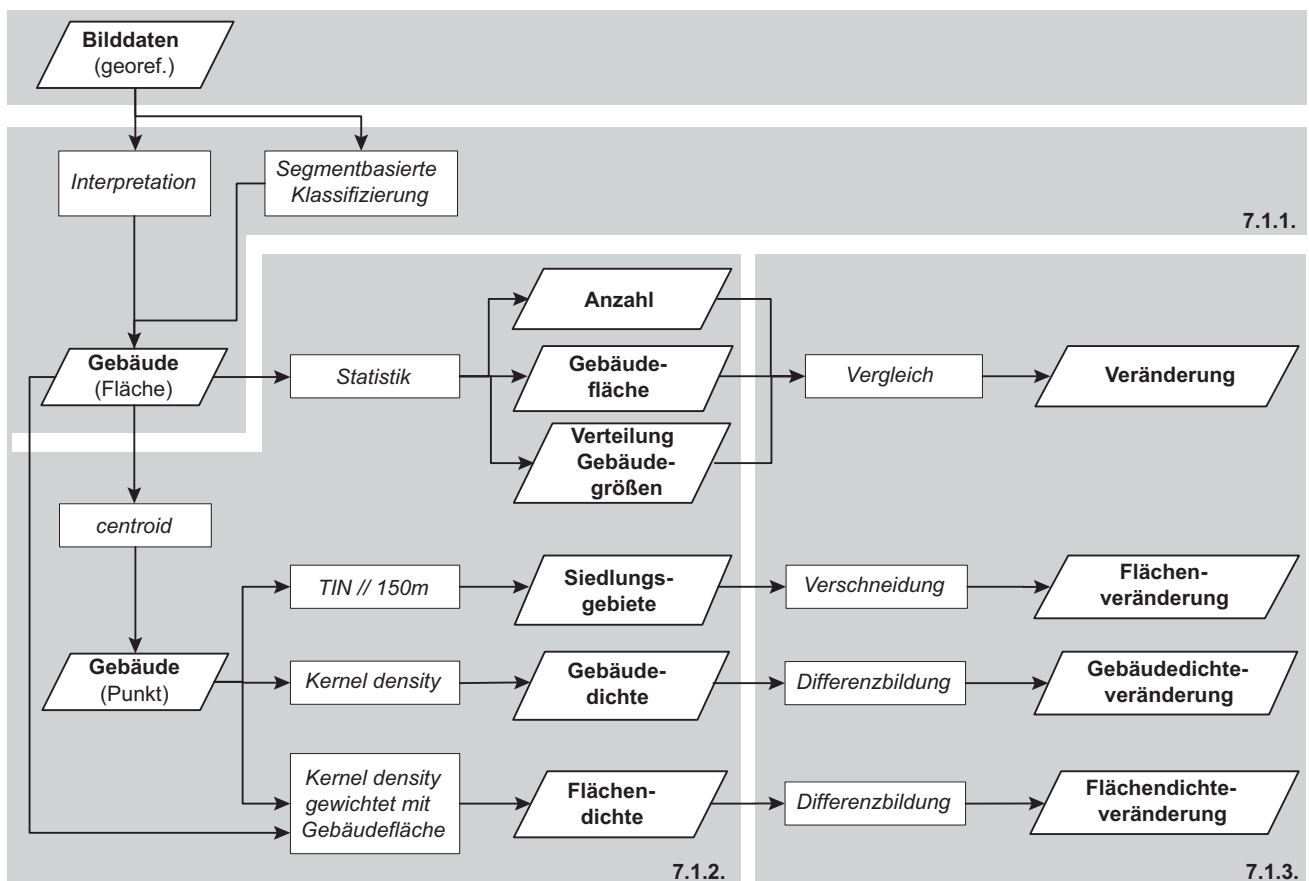 Bilddaten
(georef.)
Interpretation
Segmentbasierte
Klassifizierung
7.1.1.
Anzahl
Gebäude
(Fläche)
Statistik
Gebäude-
fläche
Vergleich
Veränderung
Verteilung
Gebäude-
größen
centroid
TIN // 150m
Siedlungs-
gebiete
Verschneidung
Flächen-
veränderung
Gebäude
(Punkt)
Kernel density
Gebäude-
dichte
Differenzbildung
Gebäudedichte-
veränderung
Kernel density
gewichtet mit
Gebäudefläche
Flächen-
dichte
Differenzbildung
Flächendichte-
veränderung
7.1.2.
7.1.3.